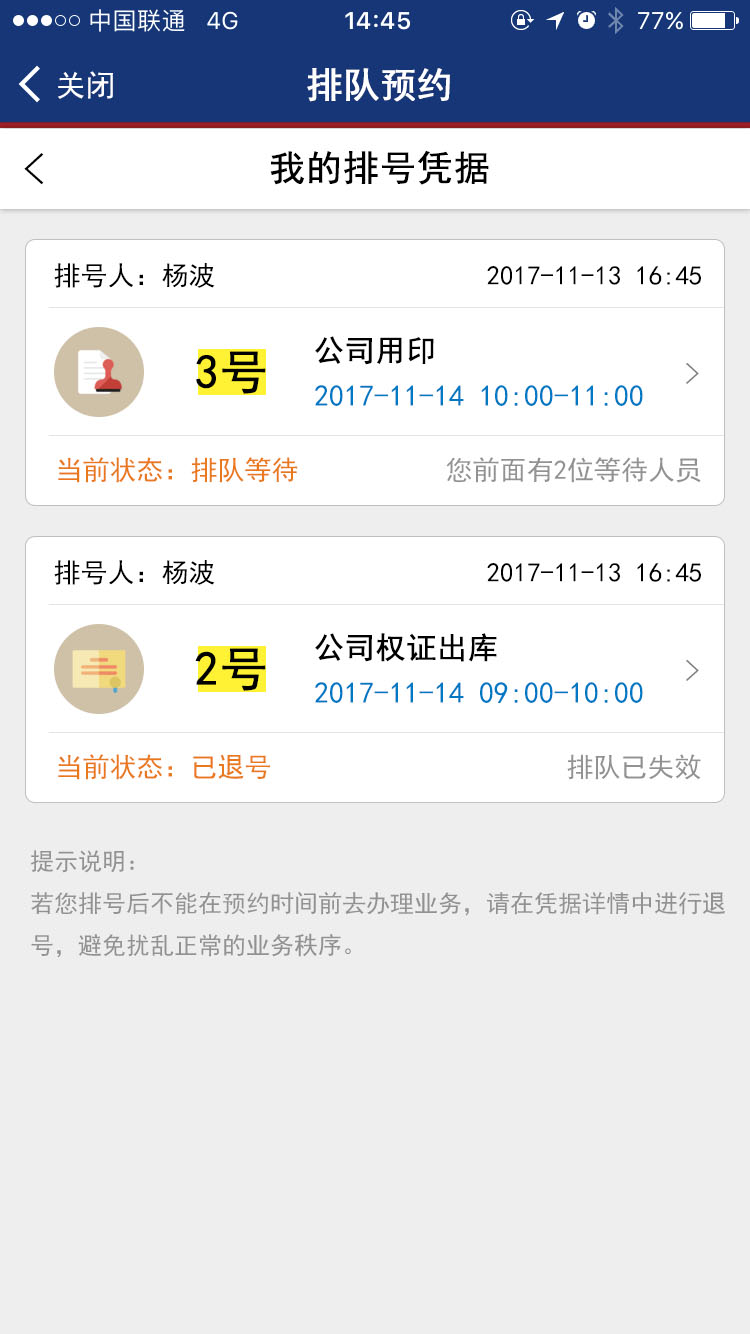 中国联通 4G 14:45 77%
关闭 排队预约
我的排号凭据
排号人：杨波 2017-11-13 16:45
3号 公司用印
2017-11-14 10:00-11:00
当前状态：排队等待 您前面有2位等待人员
排号人：杨波 2017-11-13 16:45
2号 公司权证出库
2017-11-14 09:00-10:00
当前状态：已退号 排队已失效
提示说明：
若您排号后不能在预约时间前去办理业务，请在凭据详情中进行退
号，避免扰乱正常的业务秩序。